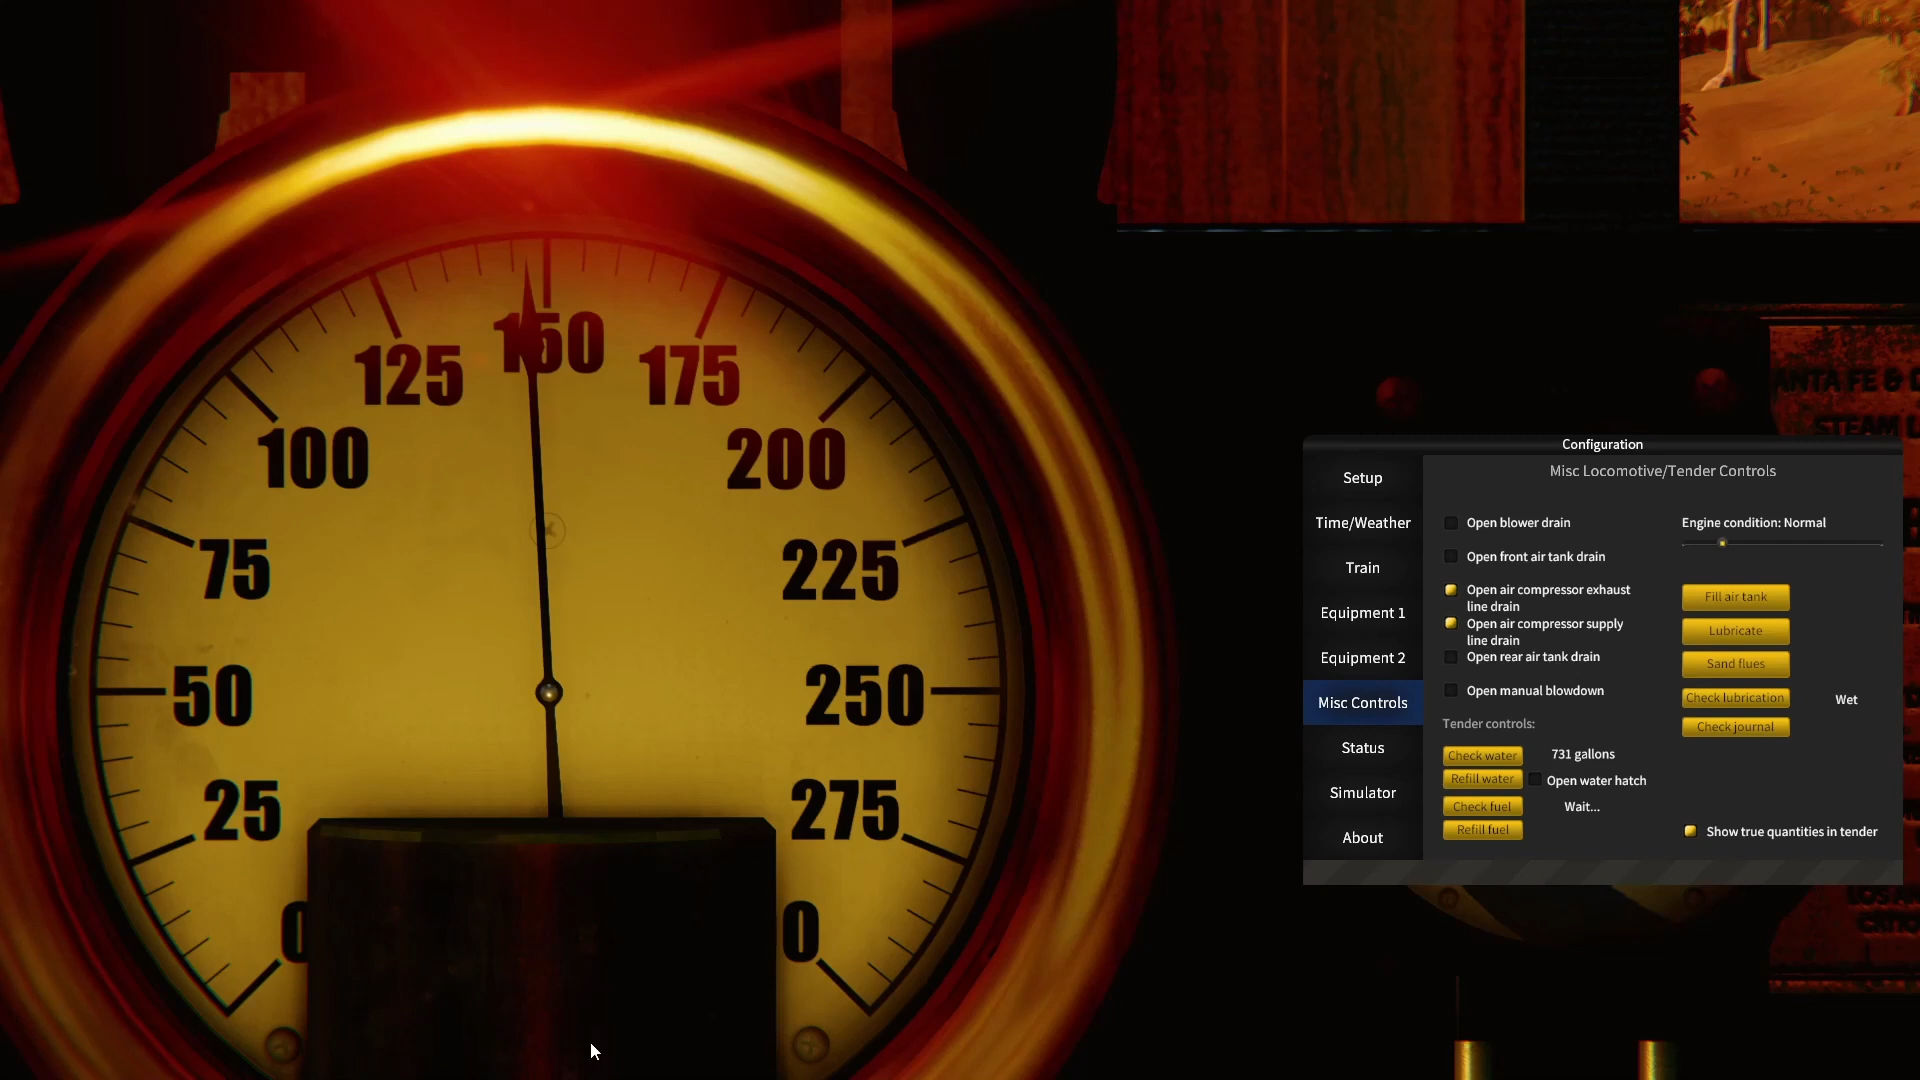 125 150 175
100 200
75 225
50 250
25 275
0 0
ANTA FE &
STEAM
Configuration
Setup
Time/Weather
Train
Equipment 1
Equipment 2
Misc Controls
Status
Simulator
About
Misc Locomotive/Tender Controls
Open blower drain
Open front air tank drain
Open air compressor exhaust
line drain
Open air compressor supply
line drain
Open rear air tank drain
Open manual blowdown
Tender controls:
Check water 731 gallons
Refill water Open water hatch
Check fuel Wait...
Refill fuel
Engine condition: Normal
Fill air tank
Lubricate
Sand flues
Check lubrication Wet
Check journal
Show true quantities in tender